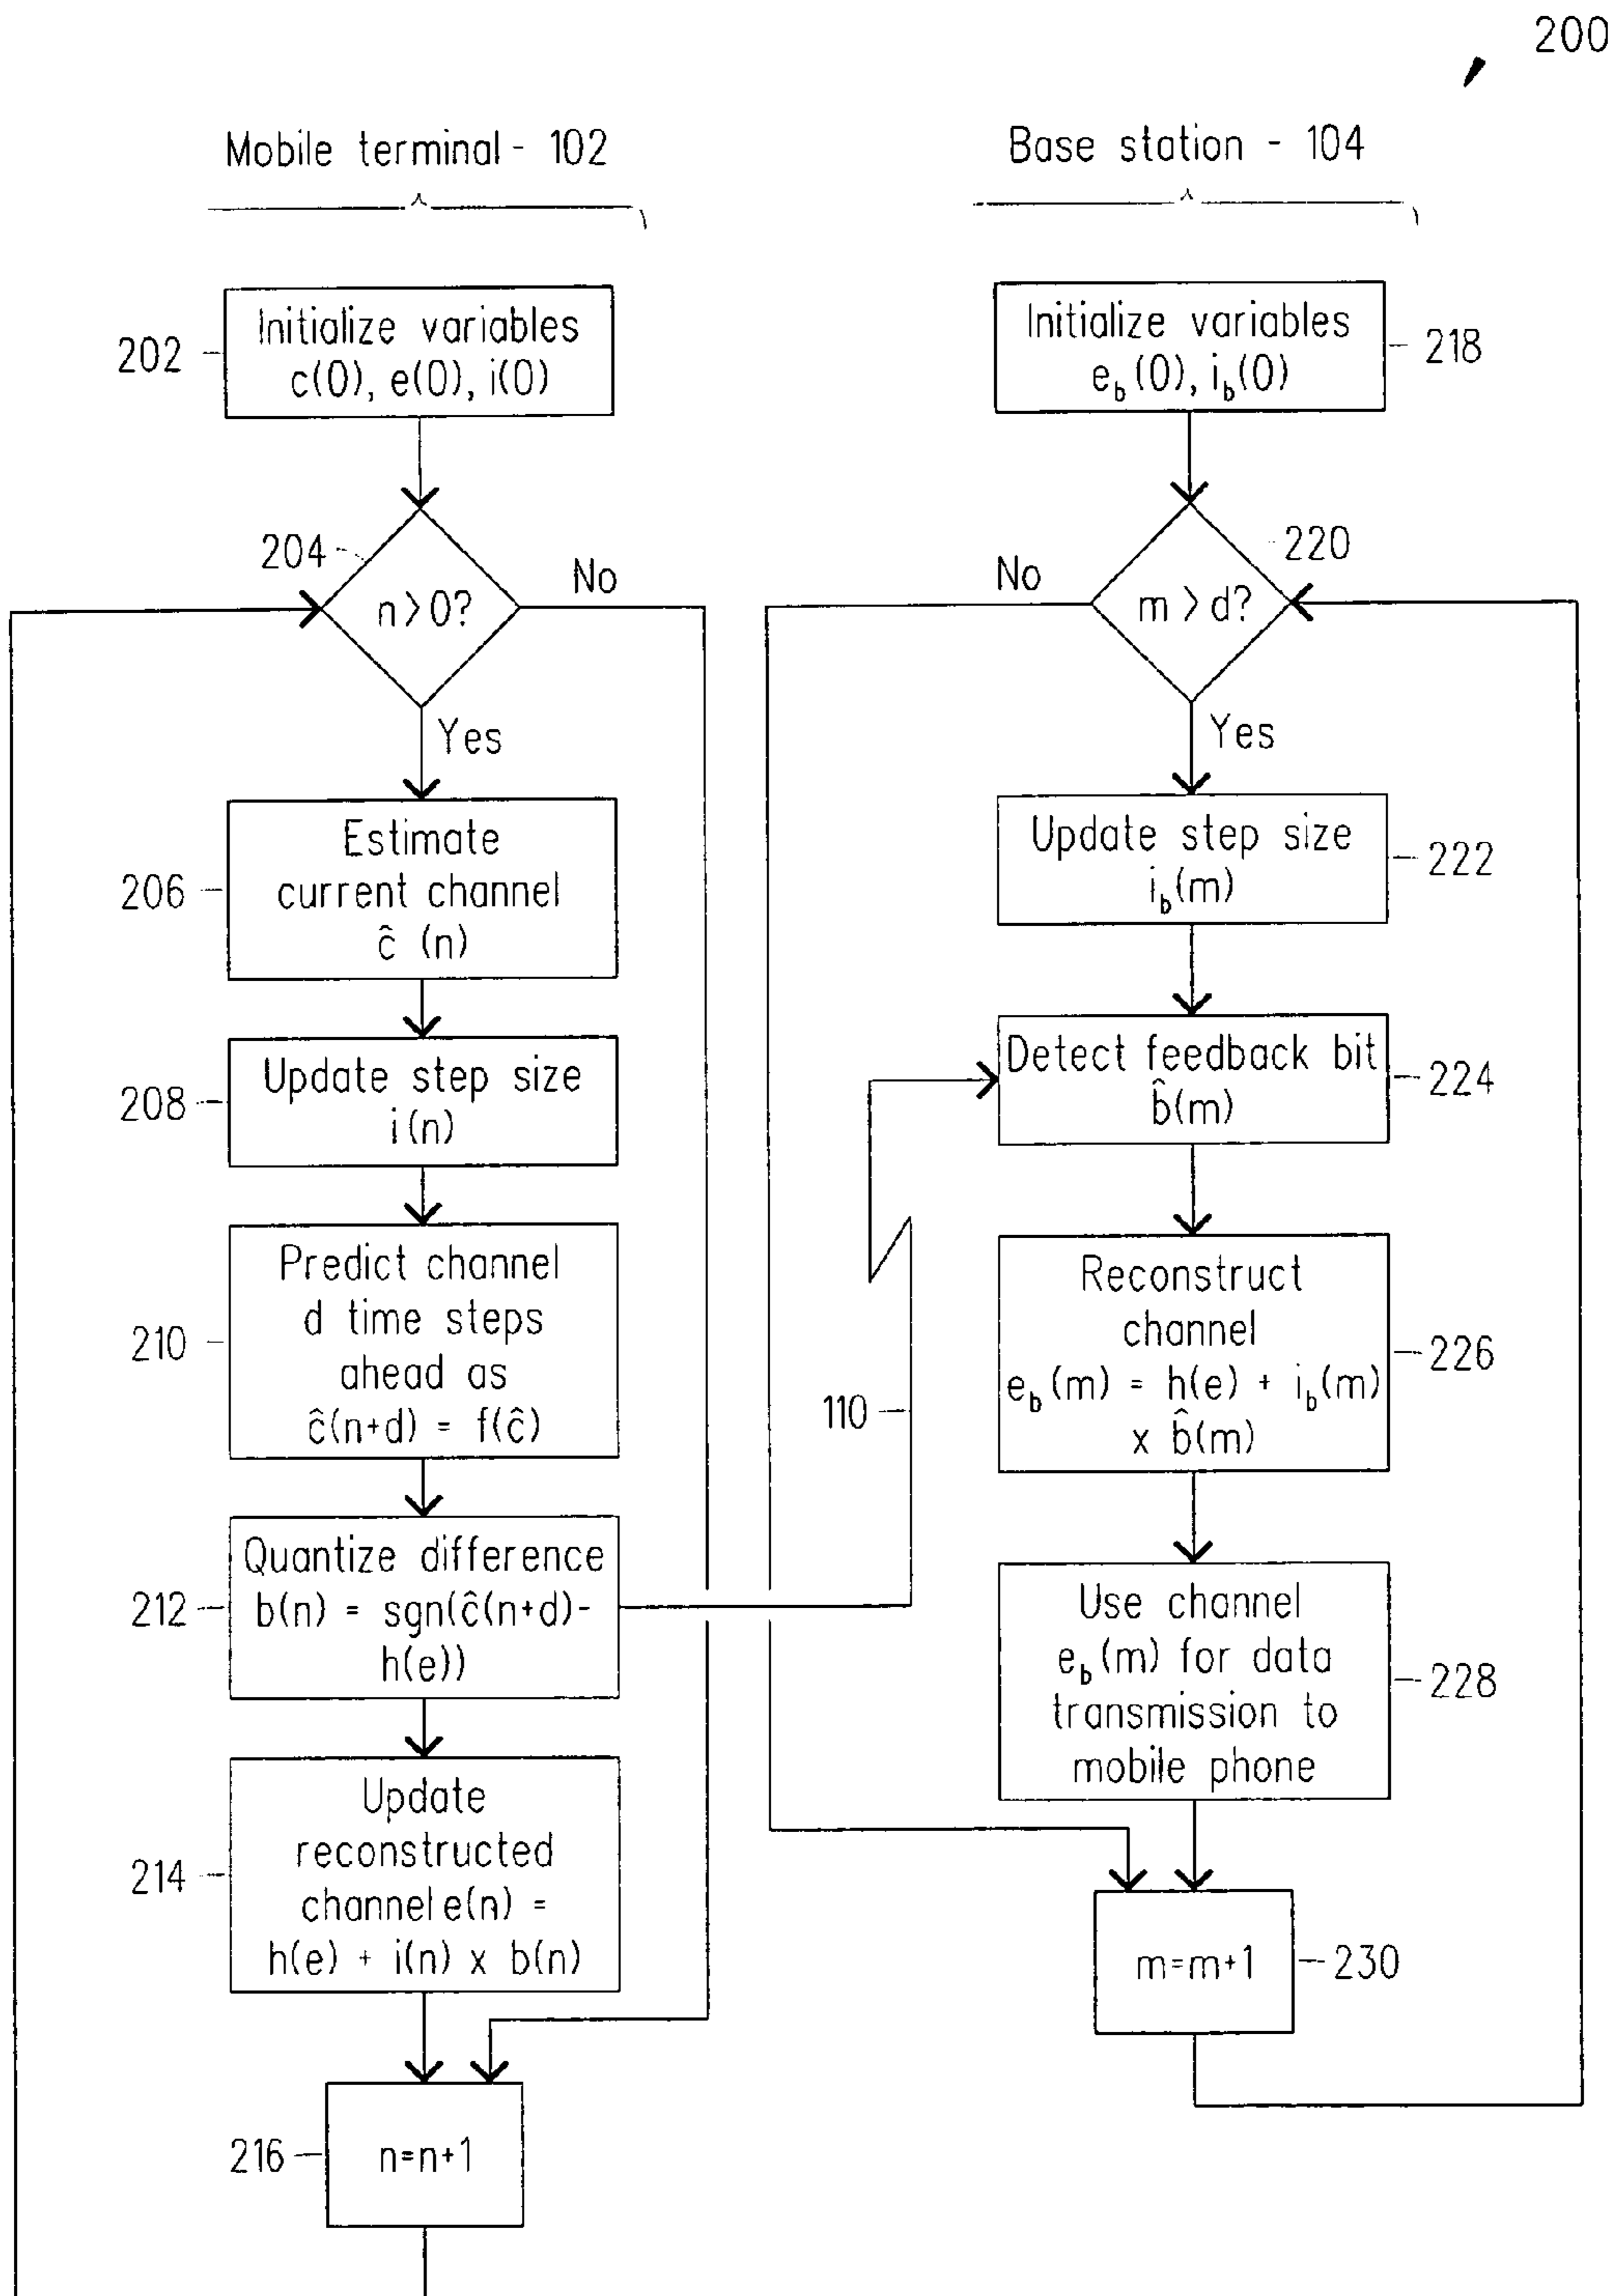 200
Mobile terminal - 102
Base station - 104
202
Initialize variables
c(0), e(0), i(0)
204
n>0?
No
Yes
206
Estimate
current channel
ĉ (n)
208
Update step size
i(n)
210
Predict channel
d time steps
ahead as
ĉ(n+d) = f(ĉ)
212
Quantize difference
b(n) = sgn(ĉ(n+d)-
h(e))
214
Update
reconstructed
channel e(n) =
h(e) + i(n) x b(n)
216
n=n+1
110
Initialize variables
e_b(0), i_b(0)
218
220
m>d?
No
Yes
Update step size
i_b(m)
222
Detect feedback bit
b̂(m)
224
Reconstruct
channel
e_b(m) = h(e) + i_b(m)
x b̂(m)
226
Use channel
e_b(m) for data
transmission to
mobile phone
228
m=m+1
230